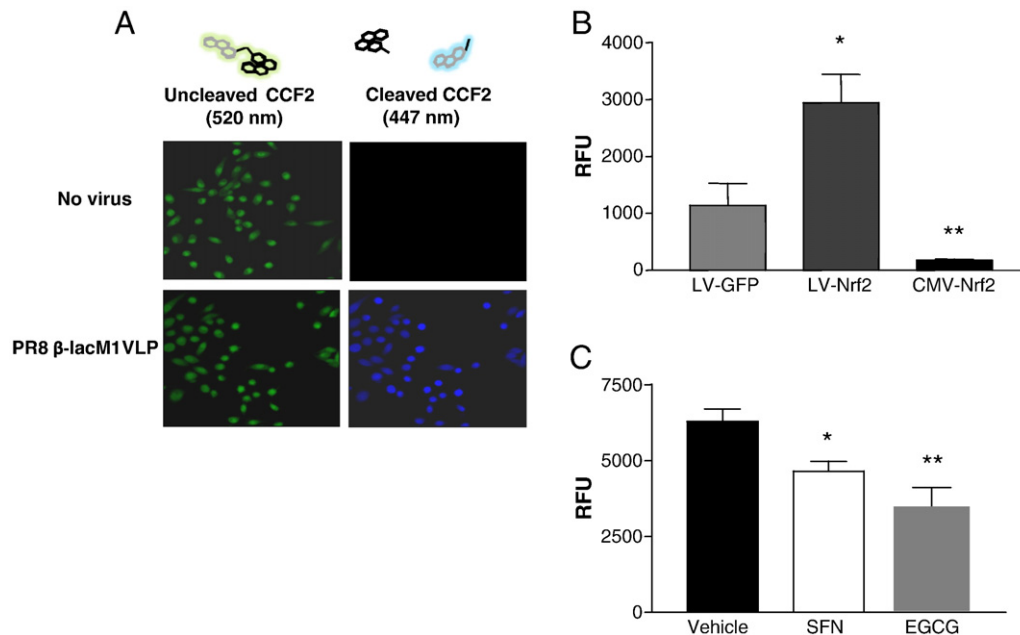 A
Uncleaved CCF2
(520 nm)
Cleaved CCF2
(447 nm)
No virus
PR8 β-lacM1VLP
B
RFU
4000
3000
2000
1000
0
*
**
LV-GFP LV-Nrf2 CMV-Nrf2
C
RFU
7500
5000
2500
0
*
**
Vehicle SFN EGCG